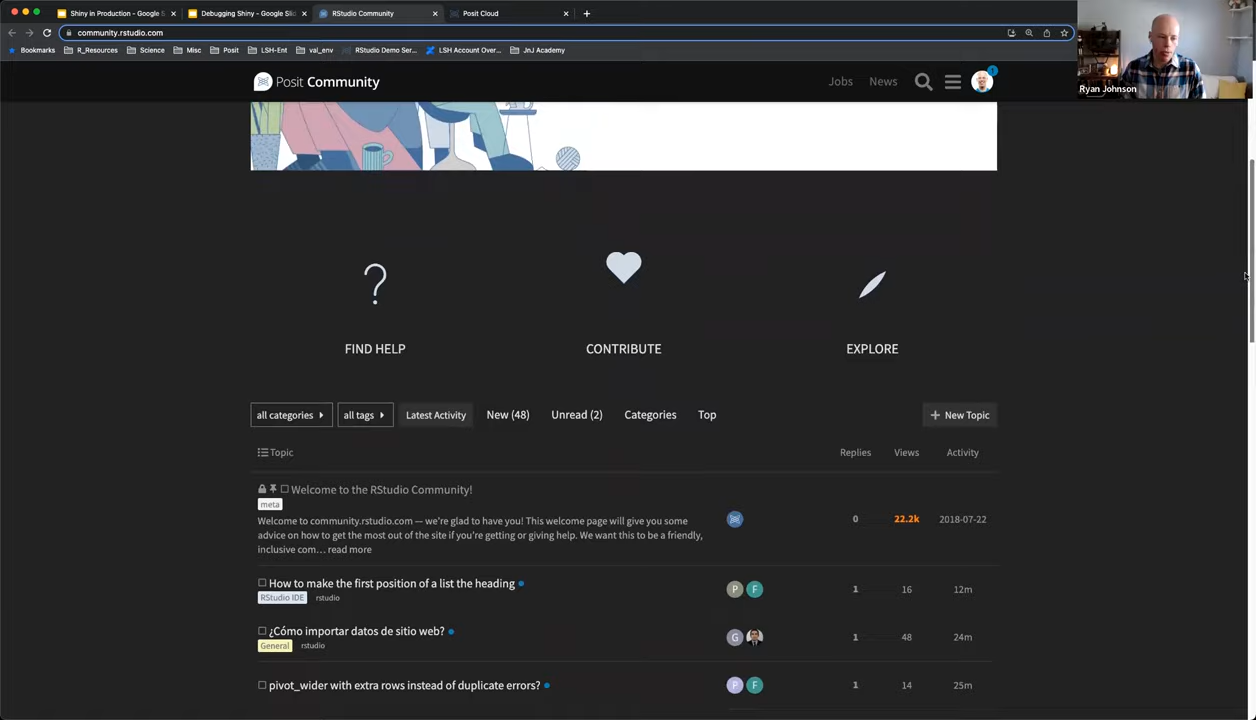 Shiny in Production - Google S
Debugging Shiny - Google Slid
RStudio Community
Posit Cloud
community.rstudio.com
Bookmarks
R_Resources
Science
Misc
Posit
LSH-Ent
val_env
RStudio Demo Ser...
LSH Account Over...
JnJ Academy
Ryan Johnson
Posit Community
Jobs
News
1
FIND HELP
CONTRIBUTE
EXPLORE
all categories
all tags
Latest Activity
New (48)
Unread (2)
Categories
Top
+ New Topic
Topic
Replies
Views
Activity
Welcome to the RStudio Community!
meta
Welcome to community.rstudio.com — we're glad to have you! This welcome page will give you some
advice on how to get the most out of the site if you're getting or giving help. We want this to be a friendly,
inclusive com… read more
0
22.2k
2018-07-22
How to make the first position of a list the heading
RStudio IDE
rstudio
P
F
1
16
12m
¿Cómo importar datos de sitio web?
General
rstudio
G
1
48
24m
pivot_wider with extra rows instead of duplicate errors?
P
F
1
14
25m